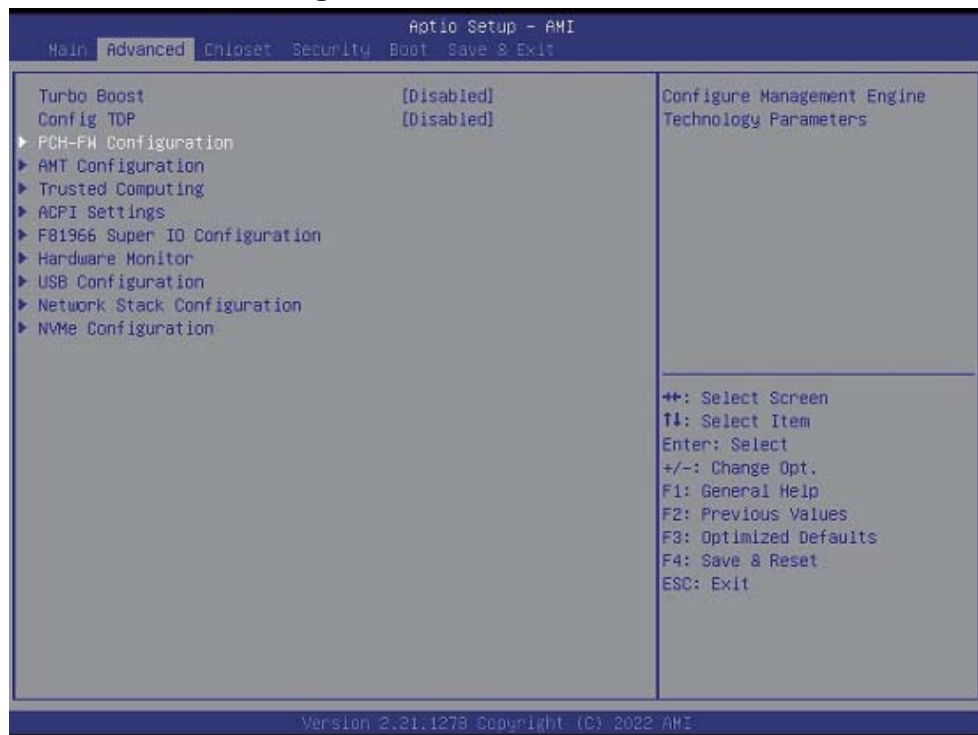 Aptio Setup - AMI
Main Advanced Chipset Security Boot Save & Exit
Turbo Boost [Disabled]
Config TDP [Disabled]
PCH-FW Configuration
AMT Configuration
Trusted Computing
ACPI Settings
F81966 Super IO Configuration
Hardware Monitor
USB Configuration
Network Stack Configuration
NVMe Configuration
Configure Management Engine
Technology Parameters
→←: Select Screen
↑↓: Select Item
Enter: Select
+/-: Change Opt.
F1: General Help
F2: Previous Values
F3: Optimized Defaults
F4: Save & Reset
ESC: Exit
Version 2.21.1278 Copyright (C) 2022 AMI